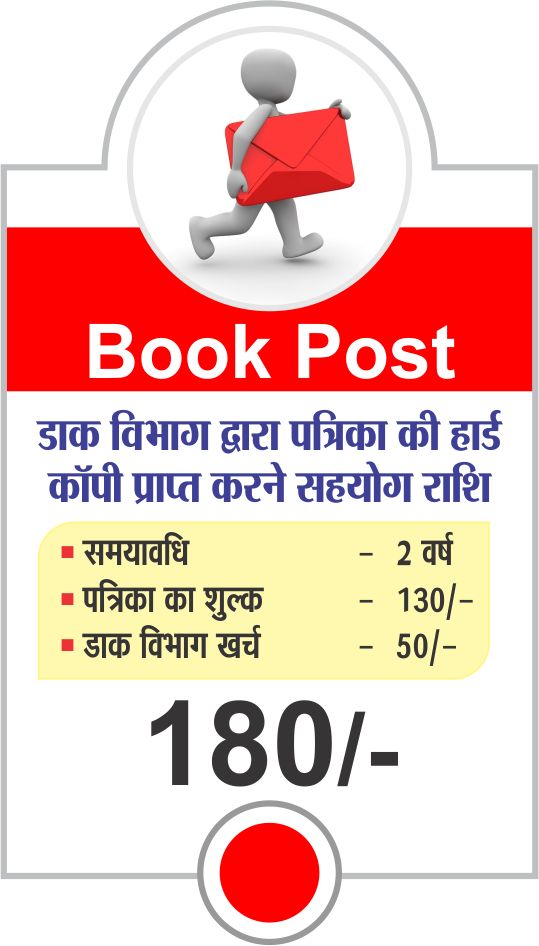 Book Post
डाक विभाग द्वारा पत्रिका की हार्ड
कॉपी प्राप्त करने सहयोग राशि
▪ समयावधि - 2 वर्ष
▪ पत्रिका का शुल्क - 130/-
▪ डाक विभाग खर्च - 50/-
180/-